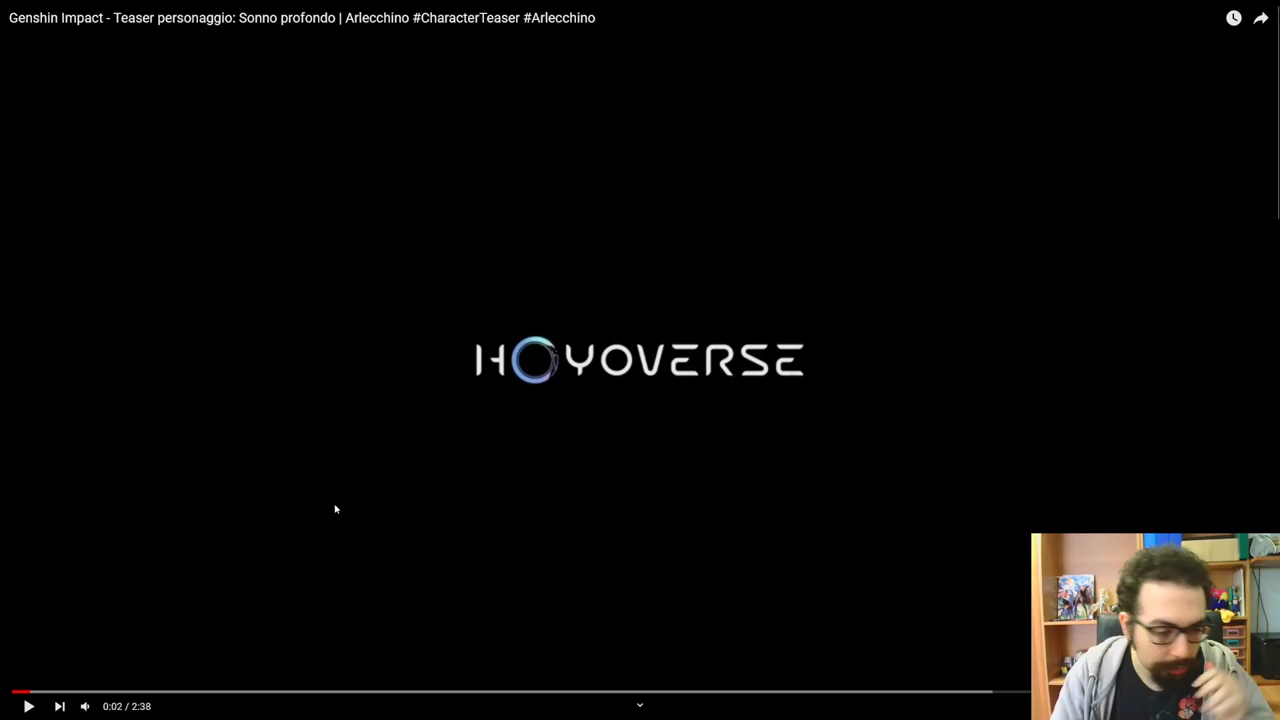 Genshin Impact - Teaser personaggio: Sonno profondo | Arlecchino #CharacterTeaser #Arlecchino
HOYOVERSE
0:02 / 2:38